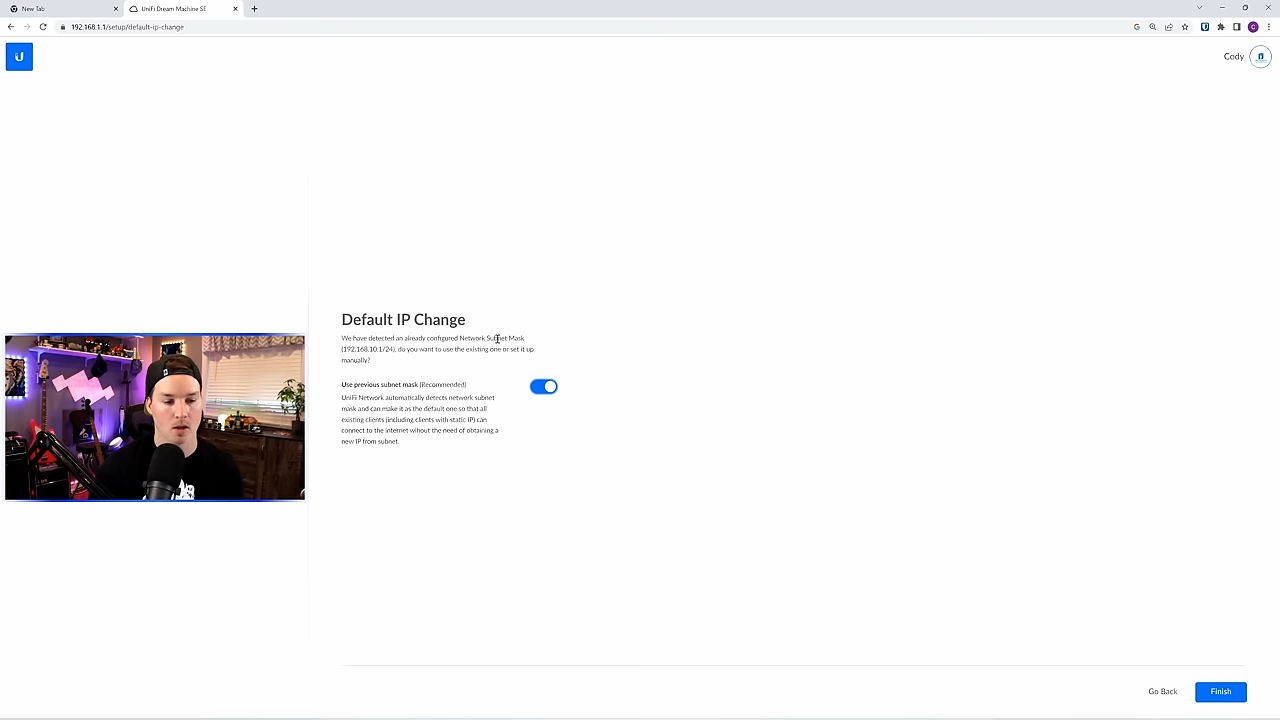 New Tab
UniFi Dream Machine SE
192.168.1.1/setup/default-ip-change
Cody
Default IP Change
We have detected an already configured Network Subnet Mask
(192.168.10.1/24), do you want to use the existing one or set it up
manually?
Use previous subnet mask (Recommended)
UniFi Network automatically detects network subnet
mask and can make it as the default one so that all
existing clients (including clients with static IP) can
connect to the internet wihout the need of obtaining a
new IP from subnet.
Go Back
Finish